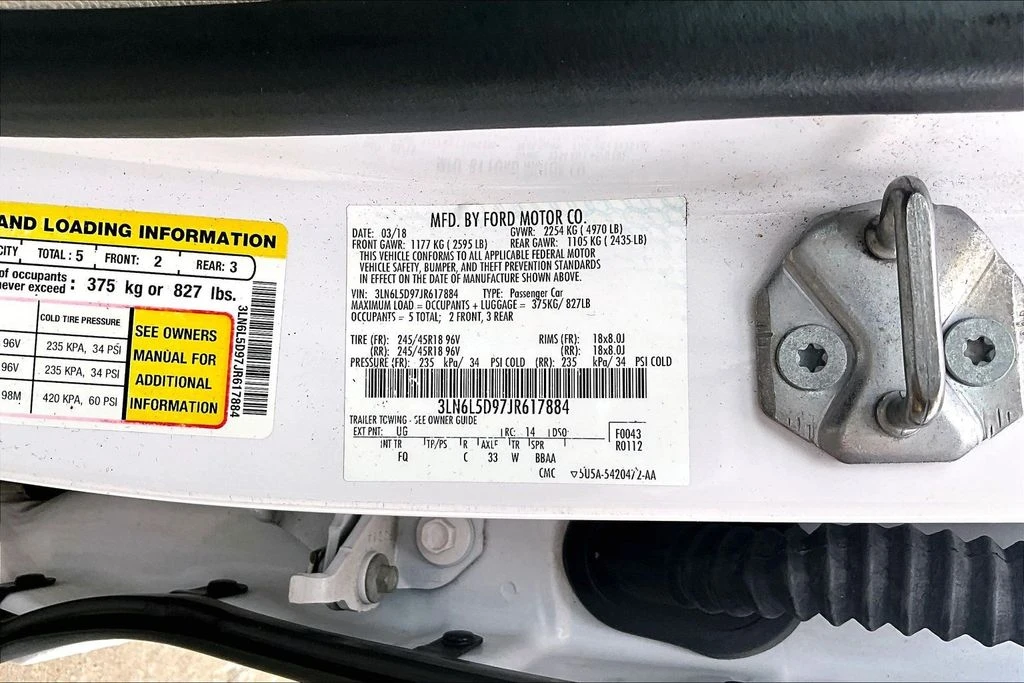 AND LOADING INFORMATION
CITY TOTAL : 5 FRONT: 2 REAR: 3
of occupants
never exceed : 375 kg or 827 lbs.
COLD TIRE PRESSURE
96V 235 KPA, 34 PSI
96V 235 KPA, 34 PSI
98M 420 KPA, 60 PSI
SEE OWNERS
MANUAL FOR
ADDITIONAL
INFORMATION
3LN6L5D97JR617884
MFD. BY FORD MOTOR CO.
DATE: 03/18 GVWR: 2254 KG ( 4970 LB)
FRONT GAWR: 1177 KG ( 2595 LB) REAR GAWR: 1105 KG ( 2435 LB)
THIS VEHICLE CONFORMS TO ALL APPLICABLE FEDERAL MOTOR
VEHICLE SAFETY, BUMPER, AND THEFT PREVENTION STANDARDS
IN EFFECT ON THE DATE OF MANUFACTURE SHOWN ABOVE.
VIN: 3LN6L5D97JR617884 TYPE: Passenger Car
MAXIMUM LOAD = OCCUPANTS + LUGGAGE = 375KG/ 827LB
OCCUPANTS = 5 TOTAL; 2 FRONT, 3 REAR
TIRE (FR): 245/45R18 96V RIMS (FR): 18x8.0J
(RR): 245/45R18 96V (RR): 18x8.0J
PRESSURE (FR): 235 kPa/ 34 PSI COLD (RR): 235 kPa/ 34 PSI COLD
3LN6L5D97JR617884
TRAILER TOWING - SEE OWNER GUIDE
EXT PNT: UG RC: 14 DSO: F0043
INT TR TP/PS R AXLE TR SPR R0112
FQ C 33 W BBAA
CMC ▽5U5A-5420472-AA